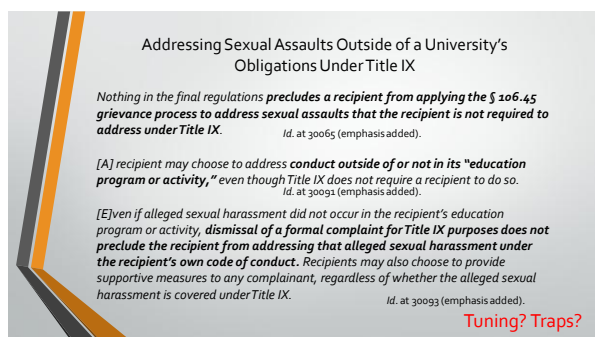 Addressing Sexual Assaults Outside of a University's
Obligations Under Title IX
Nothing in the final regulations precludes a recipient from applying the § 106.45
grievance process to address sexual assaults that the recipient is not required to
address under Title IX.
Id. at 30065 (emphasis added).
[A] recipient may choose to address conduct outside of or not in its “education
program or activity,” even though Title IX does not require a recipient to do so.
Id. at 30091 (emphasis added).
[E]ven if alleged sexual harassment did not occur in the recipient's education
program or activity, dismissal of a formal complaint for Title IX purposes does not
preclude the recipient from addressing that alleged sexual harassment under
the recipient's own code of conduct. Recipients may also choose to provide
supportive measures to any complainant, regardless of whether the alleged sexual
harassment is covered under Title IX.
Id. at 30093 (emphasis added).
Tuning? Traps?